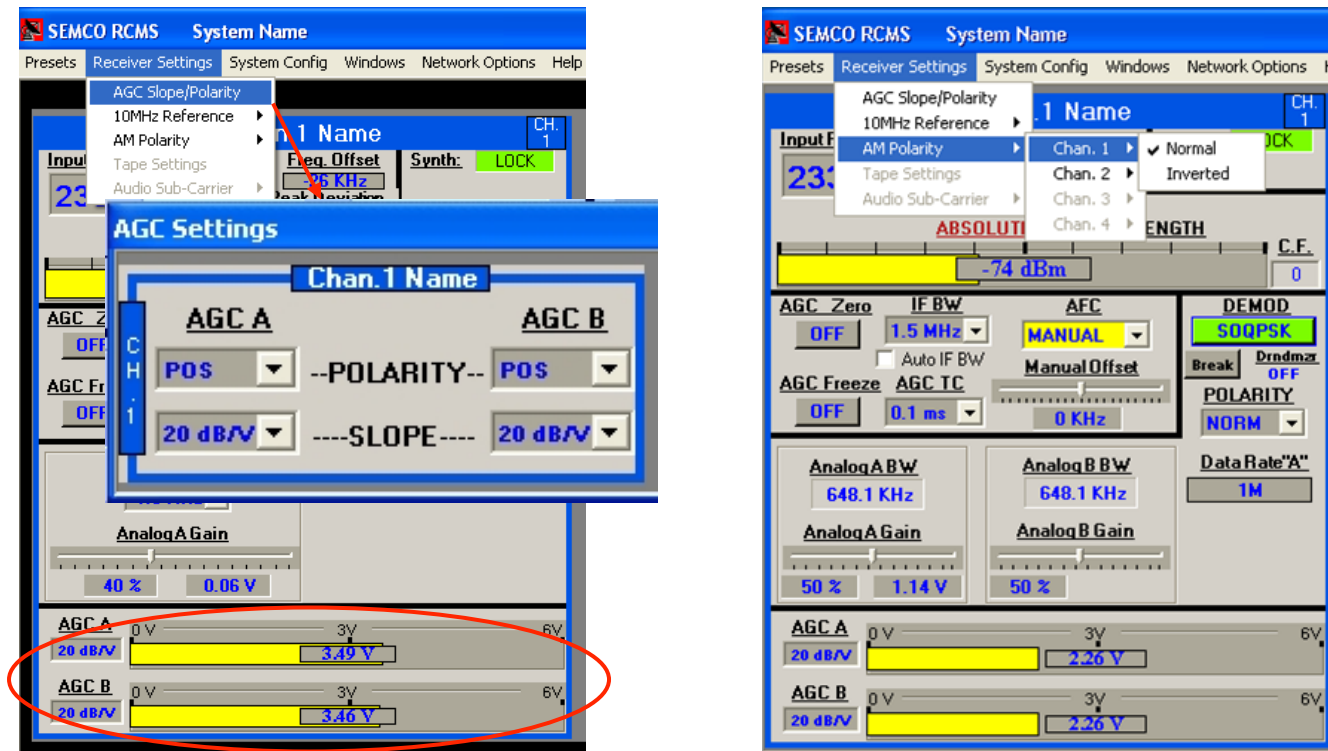 SEMCO RCMS System Name
Presets Receiver Settings System Config Windows Network Options Help
AGC Slope/Polarity
10MHz Reference
AM Polarity
Tape Settings
Audio Sub-Carrier
n.1 Name
CH.
1
Freq. Offset
Synth: LOCK
-26 KHz
23
AGC Settings
Chan.1 Name
CH.1
AGC A AGC B
POS --POLARITY-- POS
20 dB/V ----SLOPE---- 20 dB/V
OFF
OFF
Analog A Gain
40 % 0.06 V
AGC A 0 V 3V 6V
20 dB/V 3.49 V
AGC B 0 V 3V 6V
20 dB/V 3.46 V
SEMCO RCMS System Name
Presets Receiver Settings System Config Windows Network Options
AGC Slope/Polarity
10MHz Reference
AM Polarity
Tape Settings
Audio Sub-Carrier
Chan. 1
Chan. 2
Chan. 3
Chan. 4
Normal
Inverted
.1 Name
CH.
1
Input F
233
ABSOLUT ENGTH
C.F.
-74 dBm
0
AGC Zero IF BW AFC DEMOD
OFF 1.5 MHz MANUAL SOQPSK
Auto IF BW Manual Offset Break Drndmzr
OFF
AGC Freeze AGC TC POLARITY
OFF 0.1 ms 0 KHz NORM
Analog A BW Analog B BW Data Rate"A"
648.1 KHz 648.1 KHz 1M
Analog A Gain Analog B Gain
50 % 1.14 V 50 %
AGC A 0 V 3V 6V
20 dB/V 2.26 V
AGC B 0 V 3V 6V
20 dB/V 2.26 V